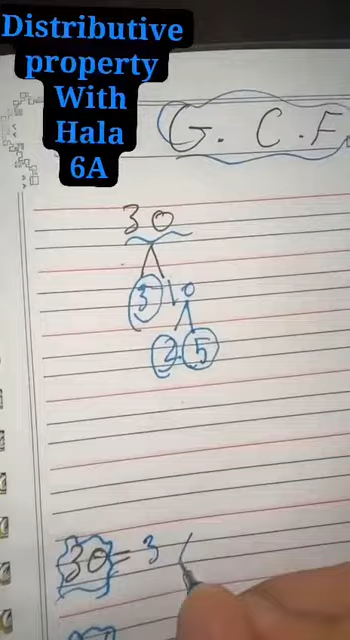 Distributive
property
With
Hala
6A
G. C. F
30
3 10
2 5
30 = 3 (